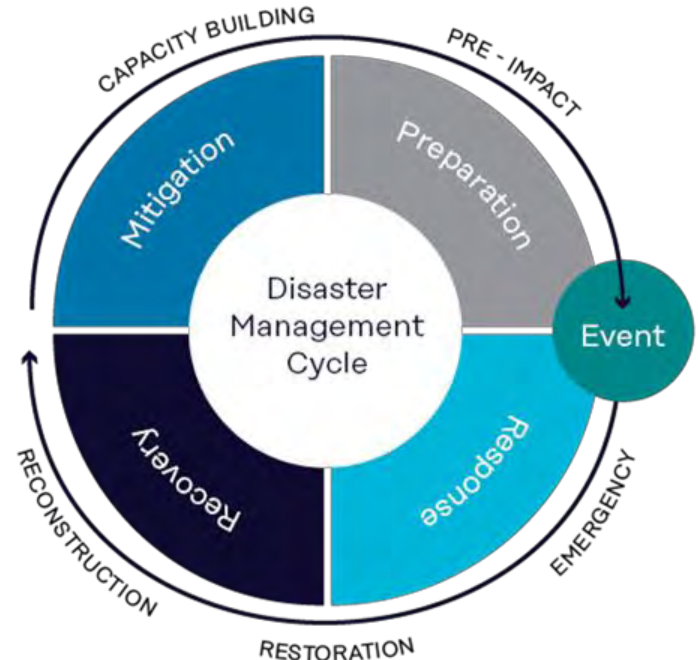 CAPACITY BUILDING
PRE - IMPACT
Mitigation
Preparation
Disaster
Management
Cycle
Event
Recovery
Response
RECONSTRUCTION
EMERGENCY
RESTORATION